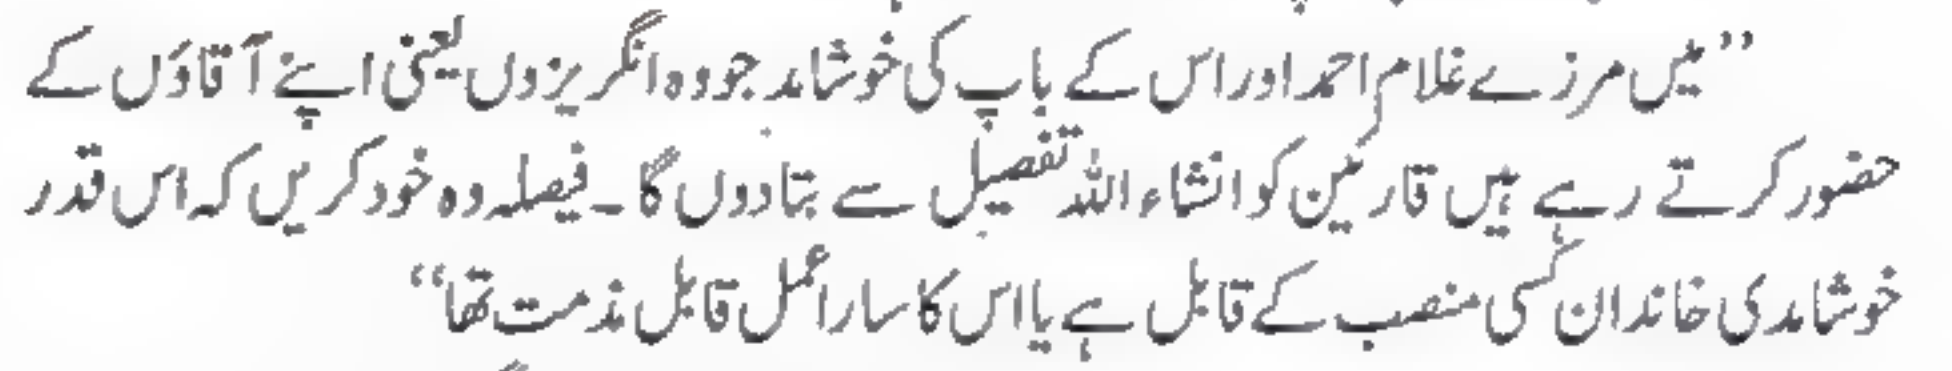 ’’میں مرزے غلام احمد اور اس کے باپ کی خوشامد جو وہ انگریزوں یعنی اپنے آقاؤں کے
حضور کرتے رہے ہیں قارئین کو انشاء اللہ تفصیل سے بتادوں گا۔ فیصلہ وہ خود کریں کہ اس قدر
خوشامدی خاندان کسی منصب کے قابل ہے یا اس کا سارا عمل قابل مذمت تھا‘‘